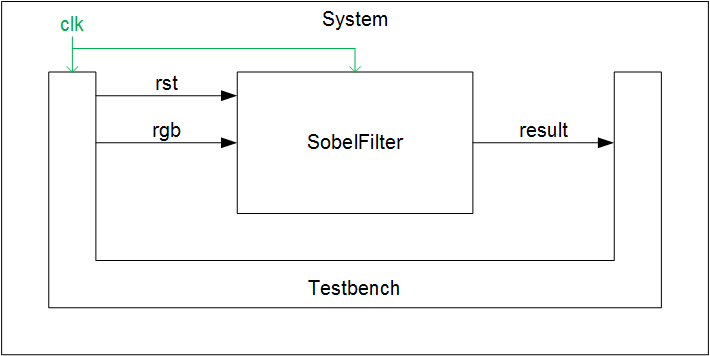 System
clk
rst
rgb
SobelFilter
result
Testbench